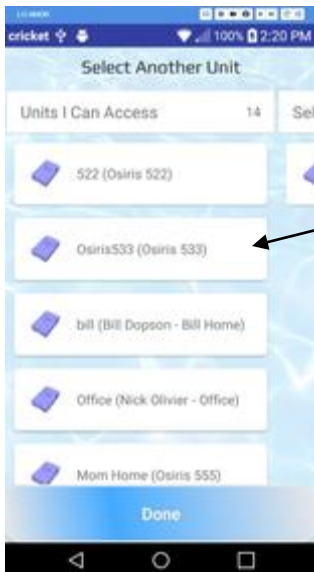 cricket 100% 2:20 PM
Select Another Unit
Units I Can Access 14 Sel
522 (Osiris 522)
Osiris533 (Osiris 533)
bill (Bill Dopson - Bill Home)
Office (Nick Olivier - Office)
Mom Home (Osiris 555)
Done